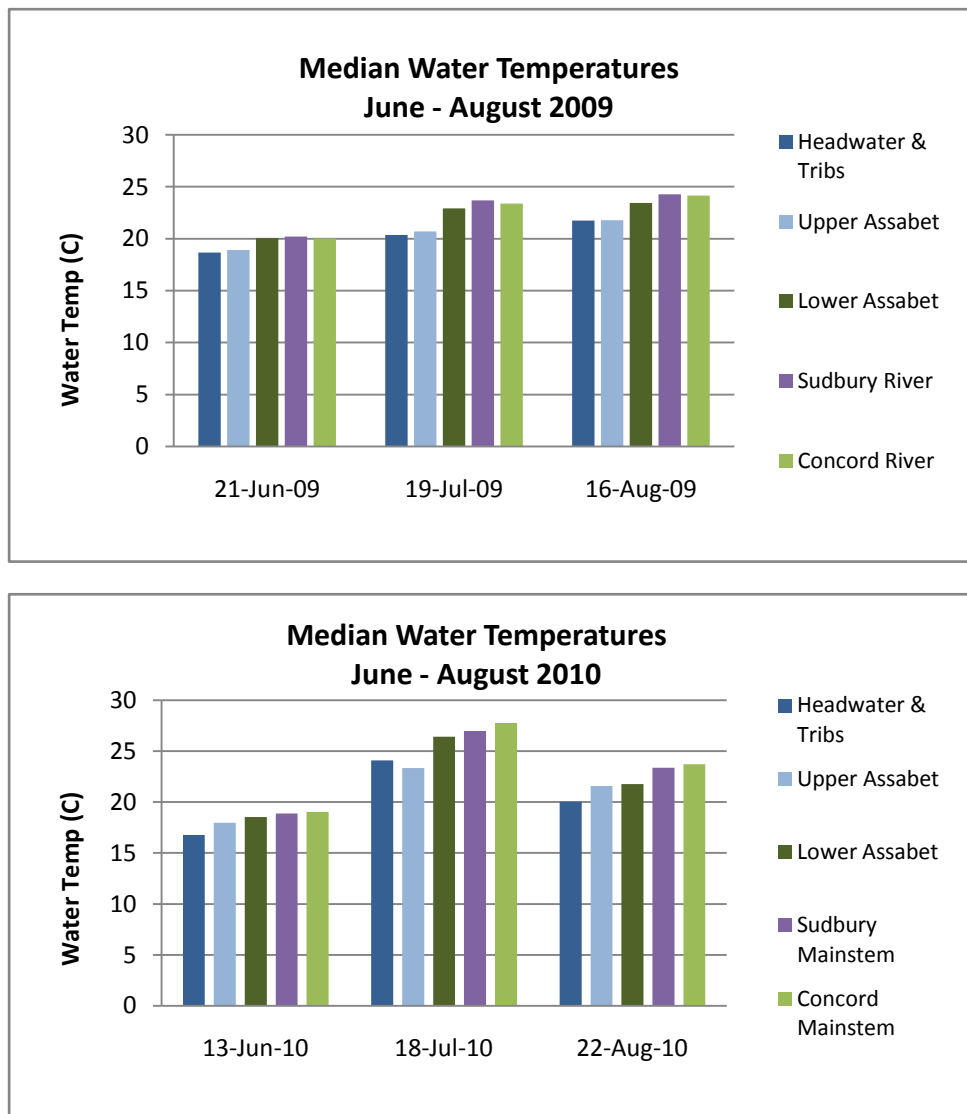 Median Water Temperatures
June - August 2009
30
25
20
15
10
5
0
Water Temp (C)
21-Jun-09
19-Jul-09
16-Aug-09
Headwater &
Tribs
Upper Assabet
Lower Assabet
Sudbury River
Concord River
Median Water Temperatures
June - August 2010
30
25
20
15
10
5
0
Water Temp (C)
13-Jun-10
18-Jul-10
22-Aug-10
Headwater &
Tribs
Upper Assabet
Lower Assabet
Sudbury
Mainstem
Concord
Mainstem